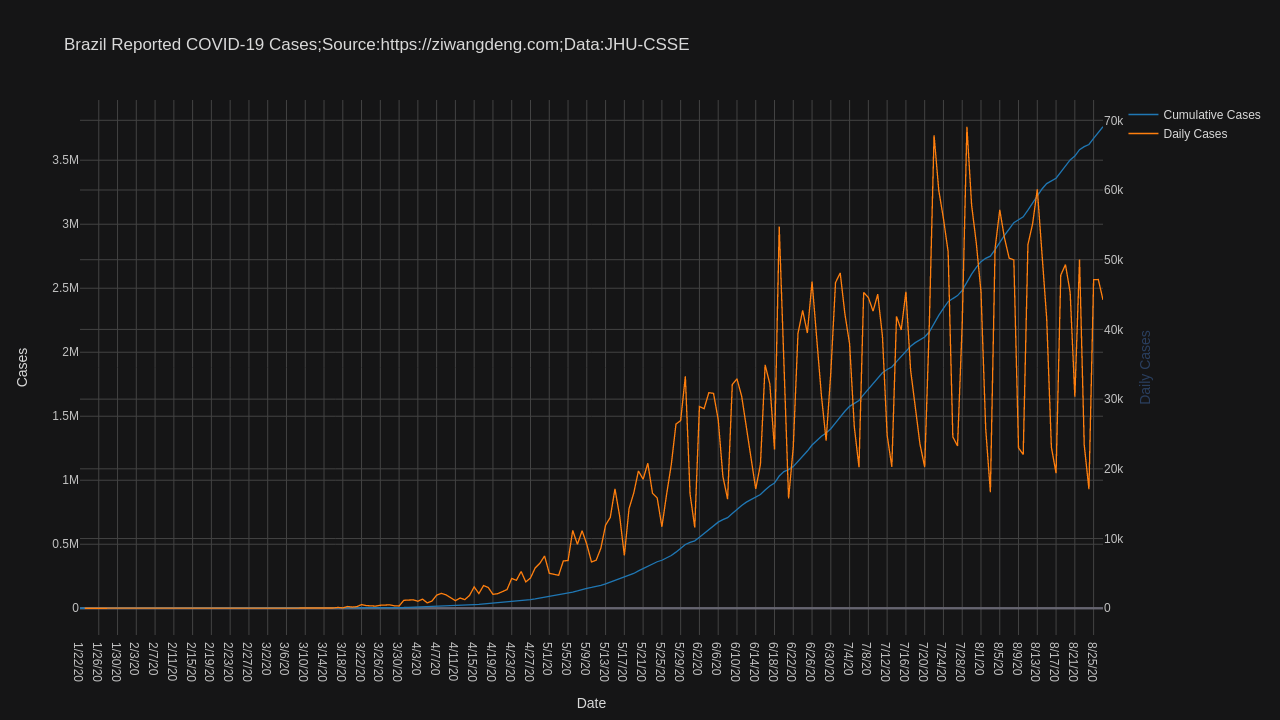 Brazil Reported COVID-19 Cases;Source:https://ziwangdeng.com;Data:JHU-CSSE
Cumulative Cases
Daily Cases
3.5M
3M
2.5M
2M
1.5M
1M
0.5M
0
Cases
70k
60k
50k
40k
30k
20k
10k
0
Daily Cases
1/22/20
1/26/20
1/30/20
2/3/20
2/7/20
2/11/20
2/15/20
2/19/20
2/23/20
2/27/20
3/2/20
3/6/20
3/10/20
3/14/20
3/18/20
3/22/20
3/26/20
3/30/20
4/3/20
4/7/20
4/11/20
4/15/20
4/19/20
4/23/20
4/27/20
5/1/20
5/5/20
5/9/20
5/13/20
5/17/20
5/21/20
5/25/20
5/29/20
6/2/20
6/6/20
6/10/20
6/14/20
6/18/20
6/22/20
6/26/20
6/30/20
7/4/20
7/8/20
7/12/20
7/16/20
7/20/20
7/24/20
7/28/20
8/1/20
8/5/20
8/9/20
8/13/20
8/17/20
8/21/20
8/25/20
Date